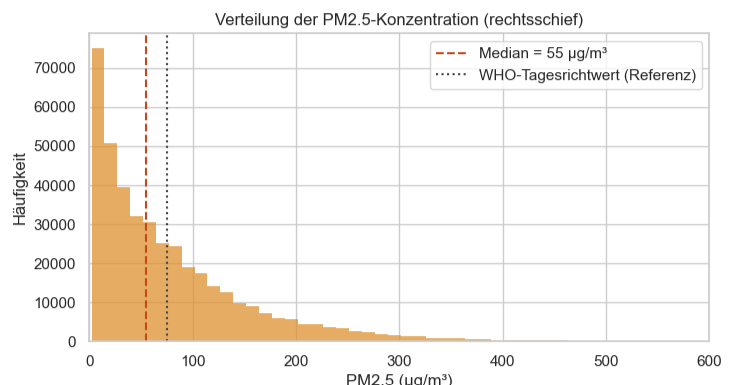 Verteilung der PM2.5-Konzentration (rechtsschief)
Median = 55 µg/m³
WHO-Tagesrichtwert (Referenz)
Häufigkeit
70000
60000
50000
40000
30000
20000
10000
0
0 100 200 300 400 500 600
PM2.5 (µg/m³)